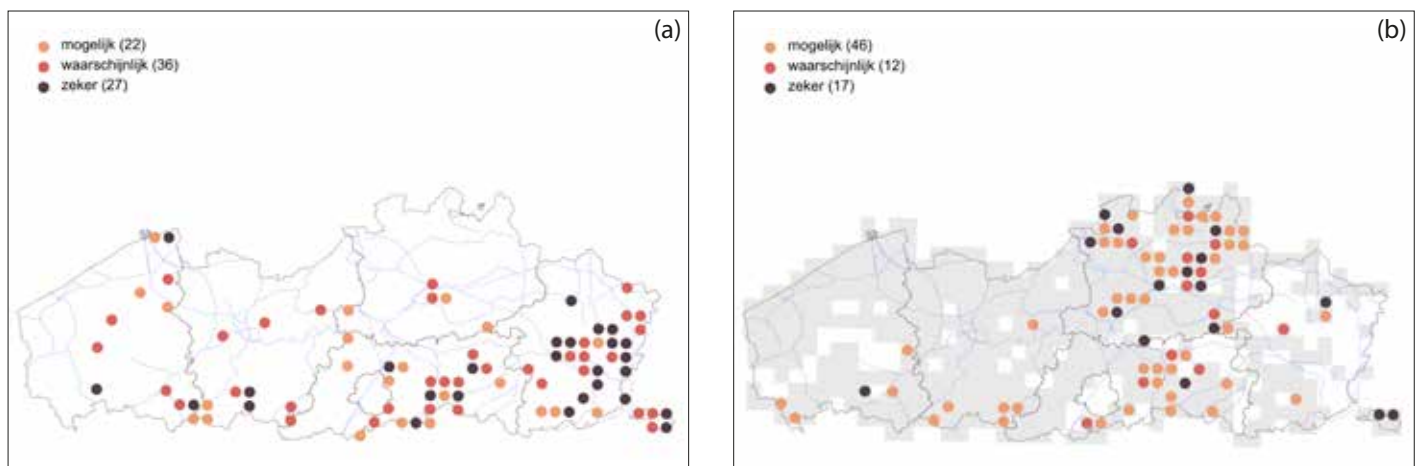 (a)
mogelijk (22)
waarschijnlijk (36)
zeker (27)
(b)
mogelijk (46)
waarschijnlijk (12)
zeker (17)